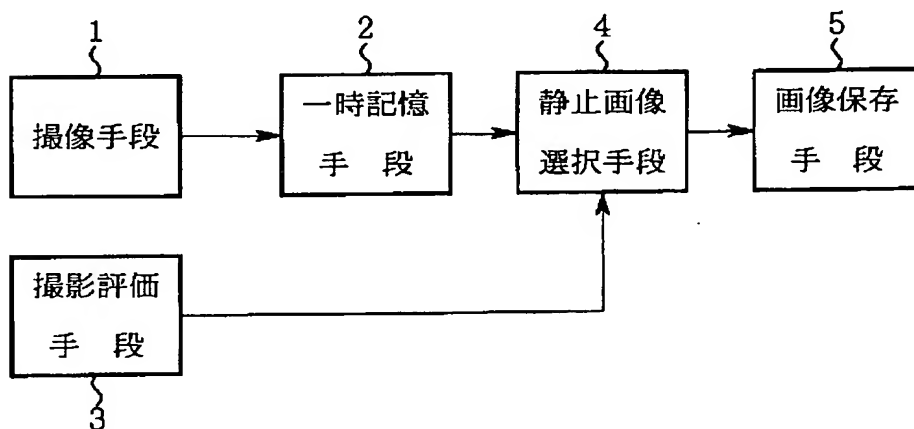 1
撮像手段
2
一時記憶
手　段
4
静止画像
選択手段
5
画像保存
手　段
撮影評価
手　段
3